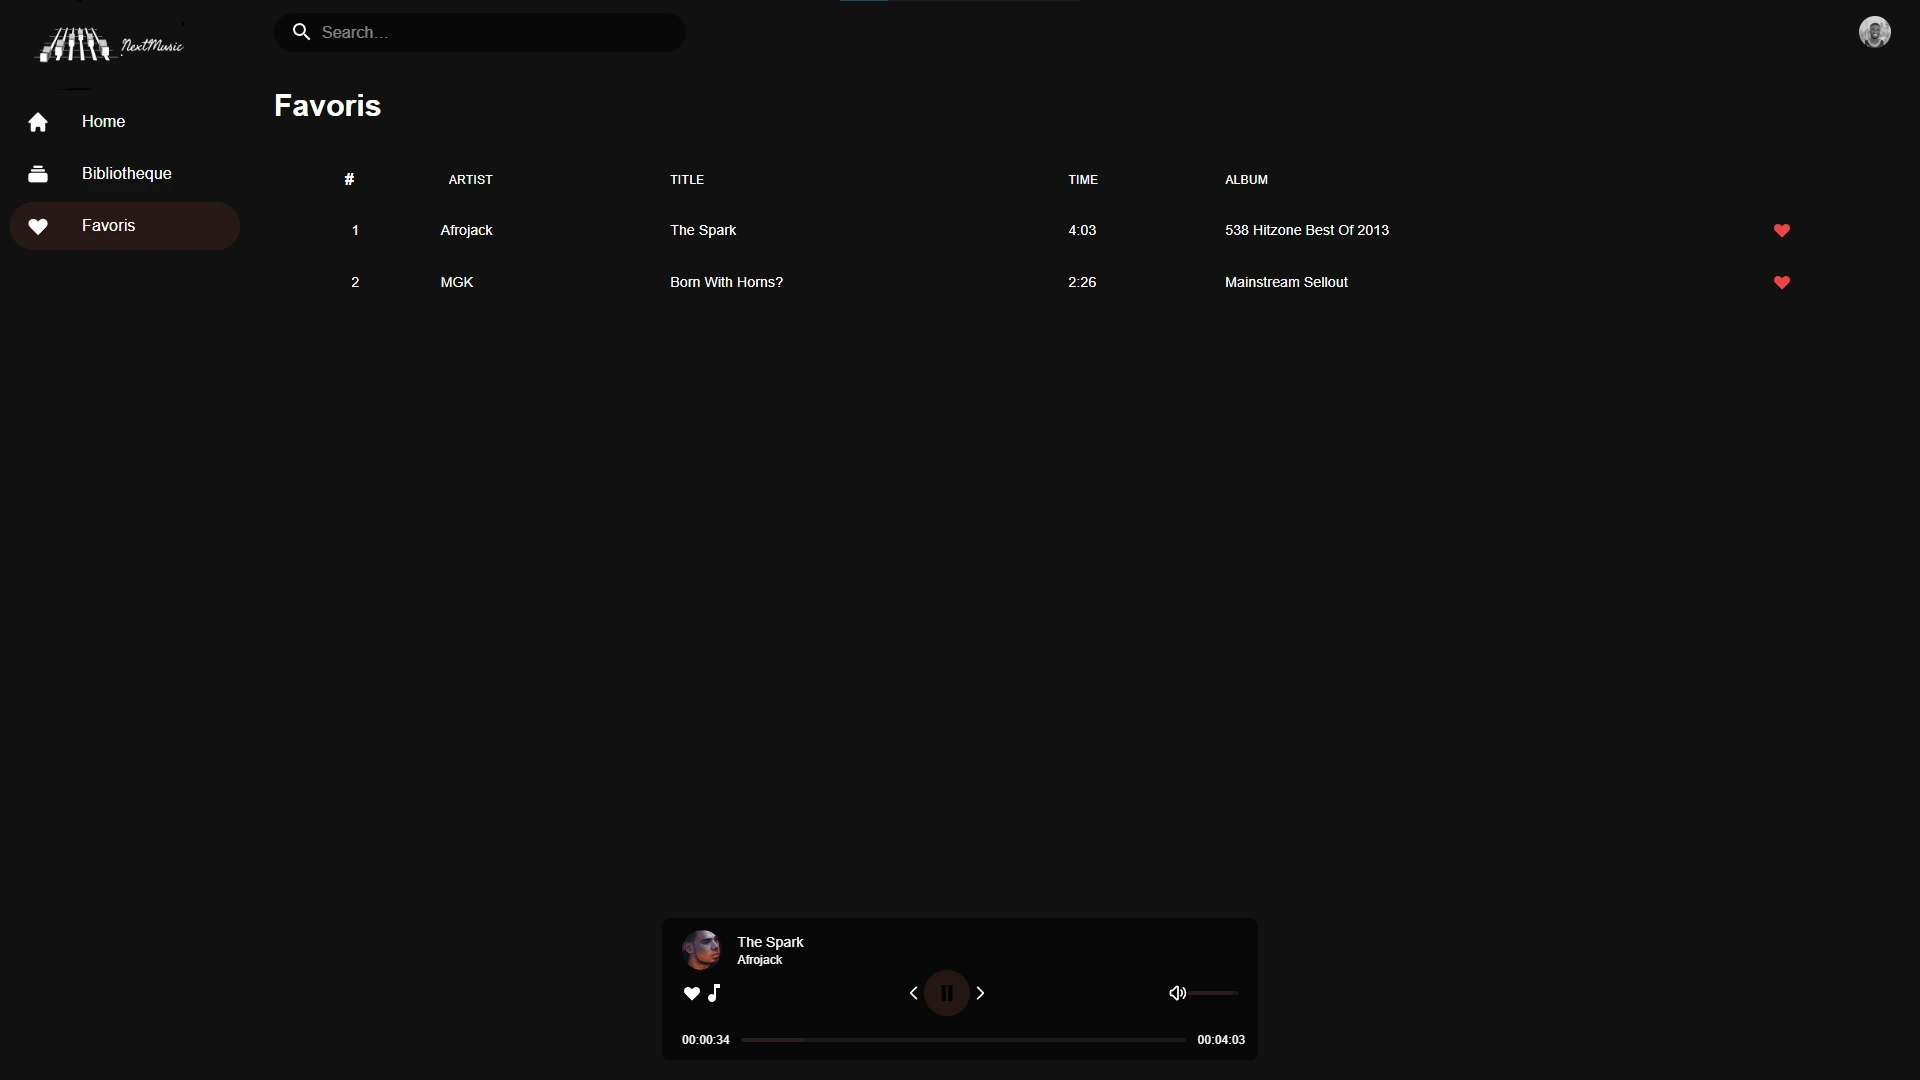 NextMusic
Search...
Favoris
Home
Bibliotheque
Favoris
# ARTIST TITLE TIME ALBUM
1 Afrojack The Spark 4:03 538 Hitzone Best Of 2013
2 MGK Born With Horns? 2:26 Mainstream Sellout
The Spark
Afrojack
00:00:34 00:04:03